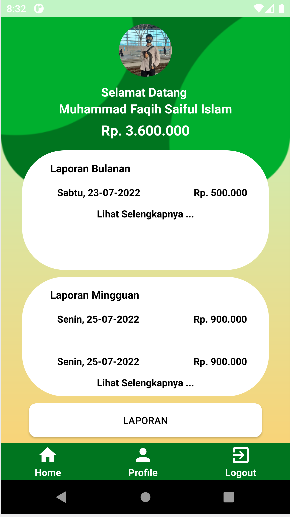 8:32
Selamat Datang
Muhammad Faqih Saiful Islam
Rp. 3.600.000
Laporan Bulanan
Sabtu, 23-07-2022 Rp. 500.000
Lihat Selengkapnya ...
Laporan Mingguan
Senin, 25-07-2022 Rp. 900.000
Senin, 25-07-2022 Rp. 900.000
Lihat Selengkapnya ...
LAPORAN
Home Profile Logout